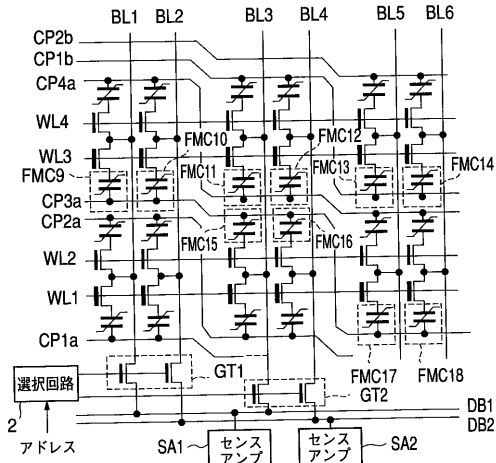 BL1 BL2 BL3 BL4 BL5 BL6
CP2b
CP1b
CP4a
WL4
WL3
FMC9 FMC10 FMC11 FMC12 FMC13 FMC14
CP3a
CP2a
FMC15 FMC16
WL2
WL1
CP1a
FMC17 FMC18
GT1
GT2
選択回路
2
アドレス
DB1
DB2
SA1 センス SA2 センス
アンプ アンプ